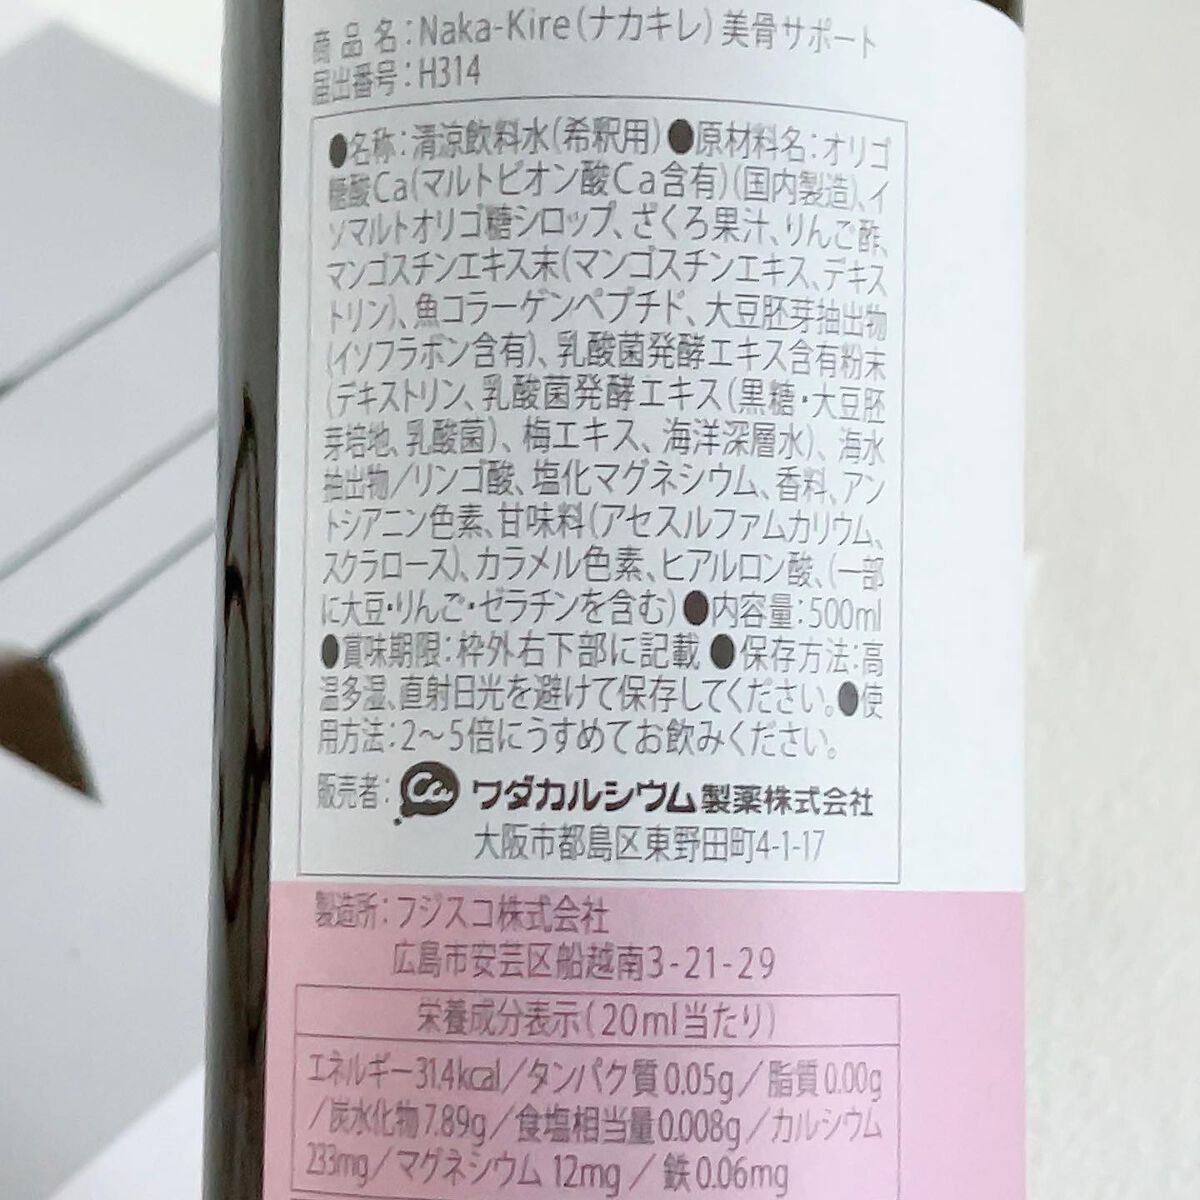 商品名：Naka-Kire（ナカキレ）美骨サポート
届出番号：H314
●名称：清涼飲料水（希釈用）●原材料名：オリゴ
糖酸Ca（マルトビオン酸Ca含有）（国内製造）、イ
ソマルトオリゴ糖シロップ、ざくろ果汁、りんご酢、
マンゴスチンエキス末（マンゴスチンエキス、デキス
トリン）、魚コラーゲンペプチド、大豆胚芽抽出物
（イソフラボン含有）、乳酸菌発酵エキス含有粉末
（デキストリン、乳酸菌発酵エキス（黒糖・大豆胚
芽培地、乳酸菌）、梅エキス、海洋深層水）、海水
抽出物／リンゴ酸、塩化マグネシウム、香料、アン
トシアニン色素、甘味料（アセスルファムカリウム、
スクラロース）、カラメル色素、ヒアルロン酸、（一部
に大豆・りんご・ゼラチンを含む）●内容量：500ml
●賞味期限：枠外右下部に記載 ●保存方法：高
温多湿、直射日光を避けて保存してください。●使
用方法：2～5倍にうすめてお飲みください。
販売者：ワダカルシウム製薬株式会社
大阪市都島区東野田町4-1-17
製造所：フジスコ株式会社
広島市安芸区船越南3-21-29
栄養成分表示（20ml当たり）
エネルギー31.4kcal／タンパク質0.05g／脂質0.00g
／炭水化物7.89g／食塩相当量0.008g／カルシウム
233mg／マグネシウム 12mg／鉄0.06mg